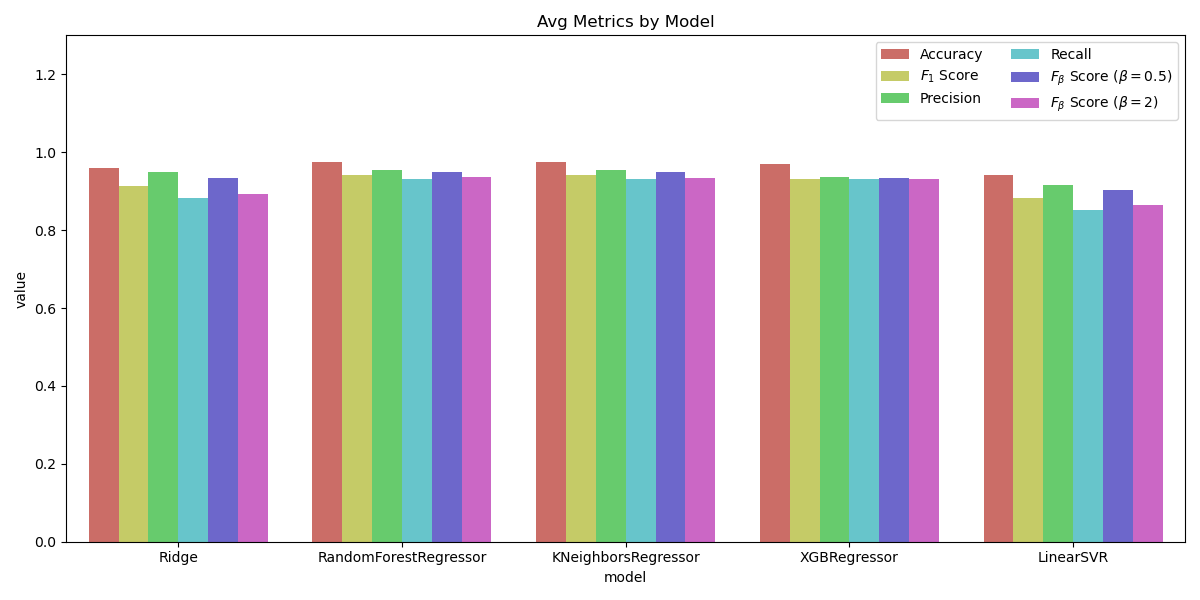 Avg Metrics by Model
Accuracy
F₁ Score
Precision
Recall
Fᵦ Score (β = 0.5)
Fᵦ Score (β = 2)
value
1.2
1.0
0.8
0.6
0.4
0.2
0.0
Ridge
RandomForestRegressor
KNeighborsRegressor
XGBRegressor
LinearSVR
model